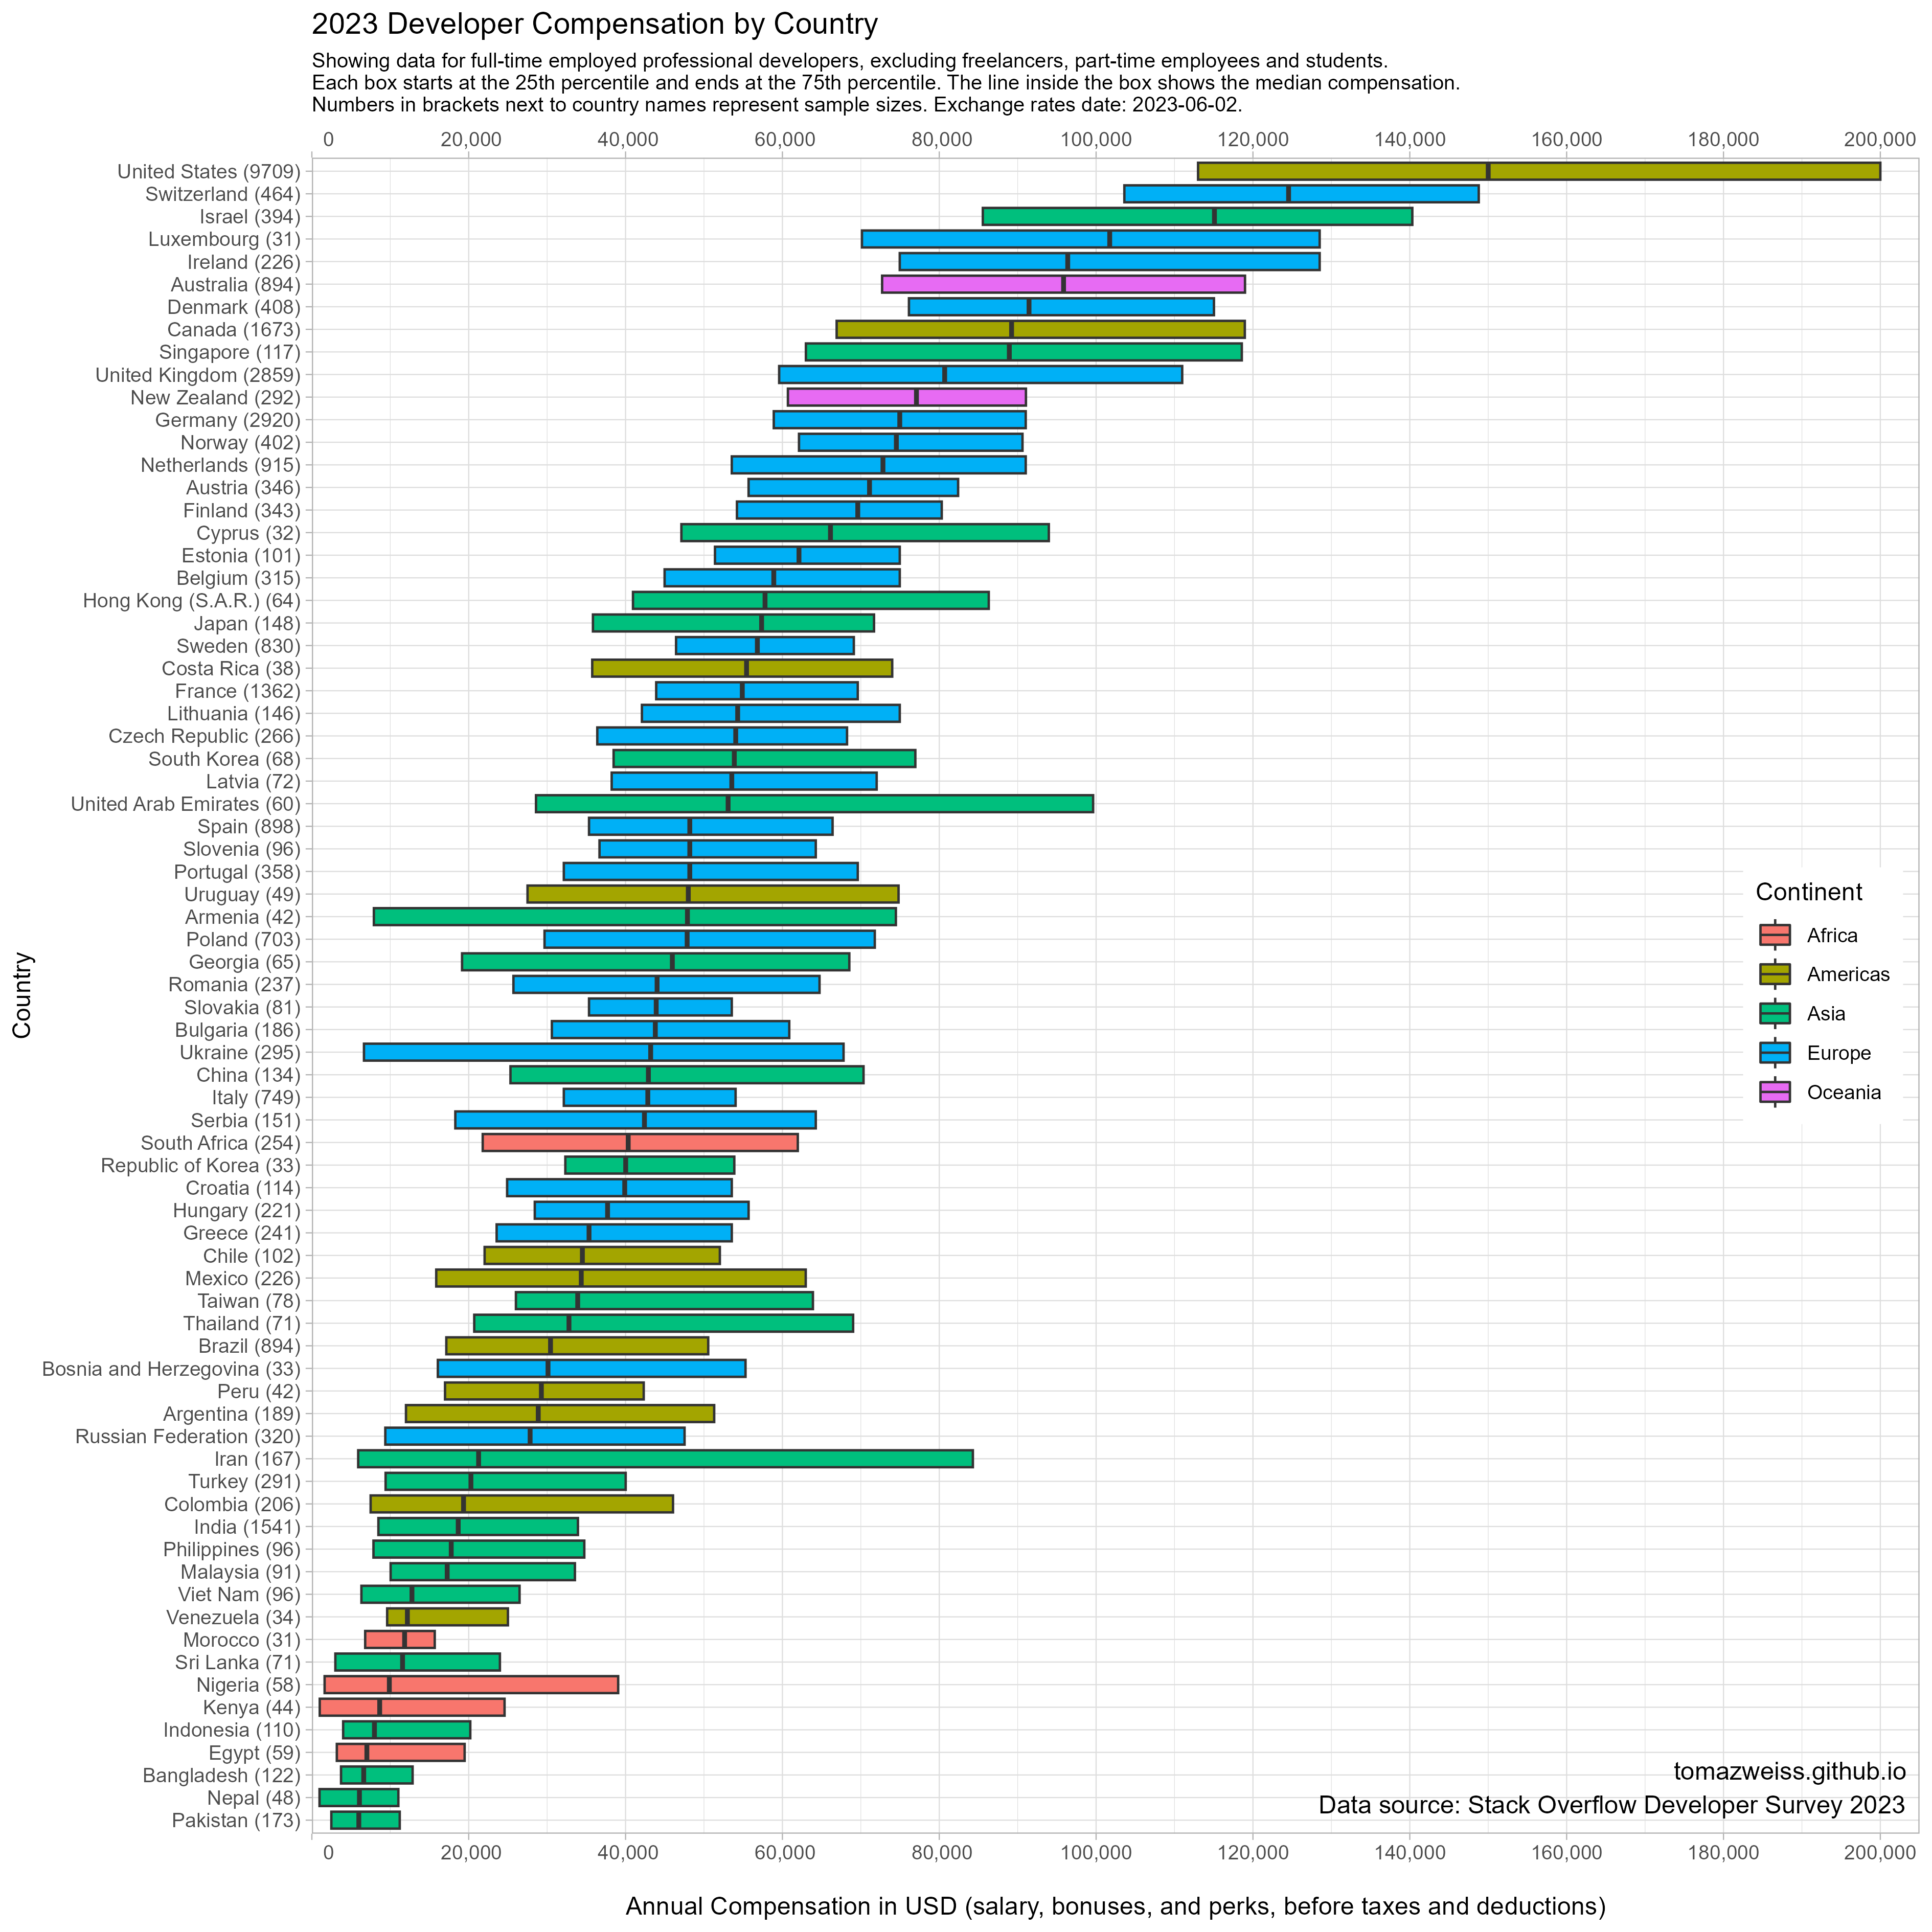 2023 Developer Compensation by Country
Showing data for full-time employed professional developers, excluding freelancers, part-time employees and students.
Each box starts at the 25th percentile and ends at the 75th percentile. The line inside the box shows the median compensation.
Numbers in brackets next to country names represent sample sizes. Exchange rates date: 2023-06-02.
0 20,000 40,000 60,000 80,000 100,000 120,000 140,000 160,000 180,000 200,000
United States (9709)
Switzerland (464)
Israel (394)
Luxembourg (31)
Ireland (226)
Australia (894)
Denmark (408)
Canada (1673)
Singapore (117)
United Kingdom (2859)
New Zealand (292)
Germany (2920)
Norway (402)
Netherlands (915)
Austria (346)
Finland (343)
Cyprus (32)
Estonia (101)
Belgium (315)
Hong Kong (S.A.R.) (64)
Japan (148)
Sweden (830)
Costa Rica (38)
France (1362)
Lithuania (146)
Czech Republic (266)
South Korea (68)
Latvia (72)
United Arab Emirates (60)
Spain (898)
Slovenia (96)
Portugal (358)
Uruguay (49)
Armenia (42)
Poland (703)
Georgia (65)
Romania (237)
Slovakia (81)
Bulgaria (186)
Ukraine (295)
China (134)
Italy (749)
Serbia (151)
South Africa (254)
Republic of Korea (33)
Croatia (114)
Hungary (221)
Greece (241)
Chile (102)
Mexico (226)
Taiwan (78)
Thailand (71)
Brazil (894)
Bosnia and Herzegovina (33)
Peru (42)
Argentina (189)
Russian Federation (320)
Iran (167)
Turkey (291)
Colombia (206)
India (1541)
Philippines (96)
Malaysia (91)
Viet Nam (96)
Venezuela (34)
Morocco (31)
Sri Lanka (71)
Nigeria (58)
Kenya (44)
Indonesia (110)
Egypt (59)
Bangladesh (122)
Nepal (48)
Pakistan (173)
Country
Continent
Africa
Americas
Asia
Europe
Oceania
tomazweiss.github.io
Data source: Stack Overflow Developer Survey 2023
0 20,000 40,000 60,000 80,000 100,000 120,000 140,000 160,000 180,000 200,000
Annual Compensation in USD (salary, bonuses, and perks, before taxes and deductions)